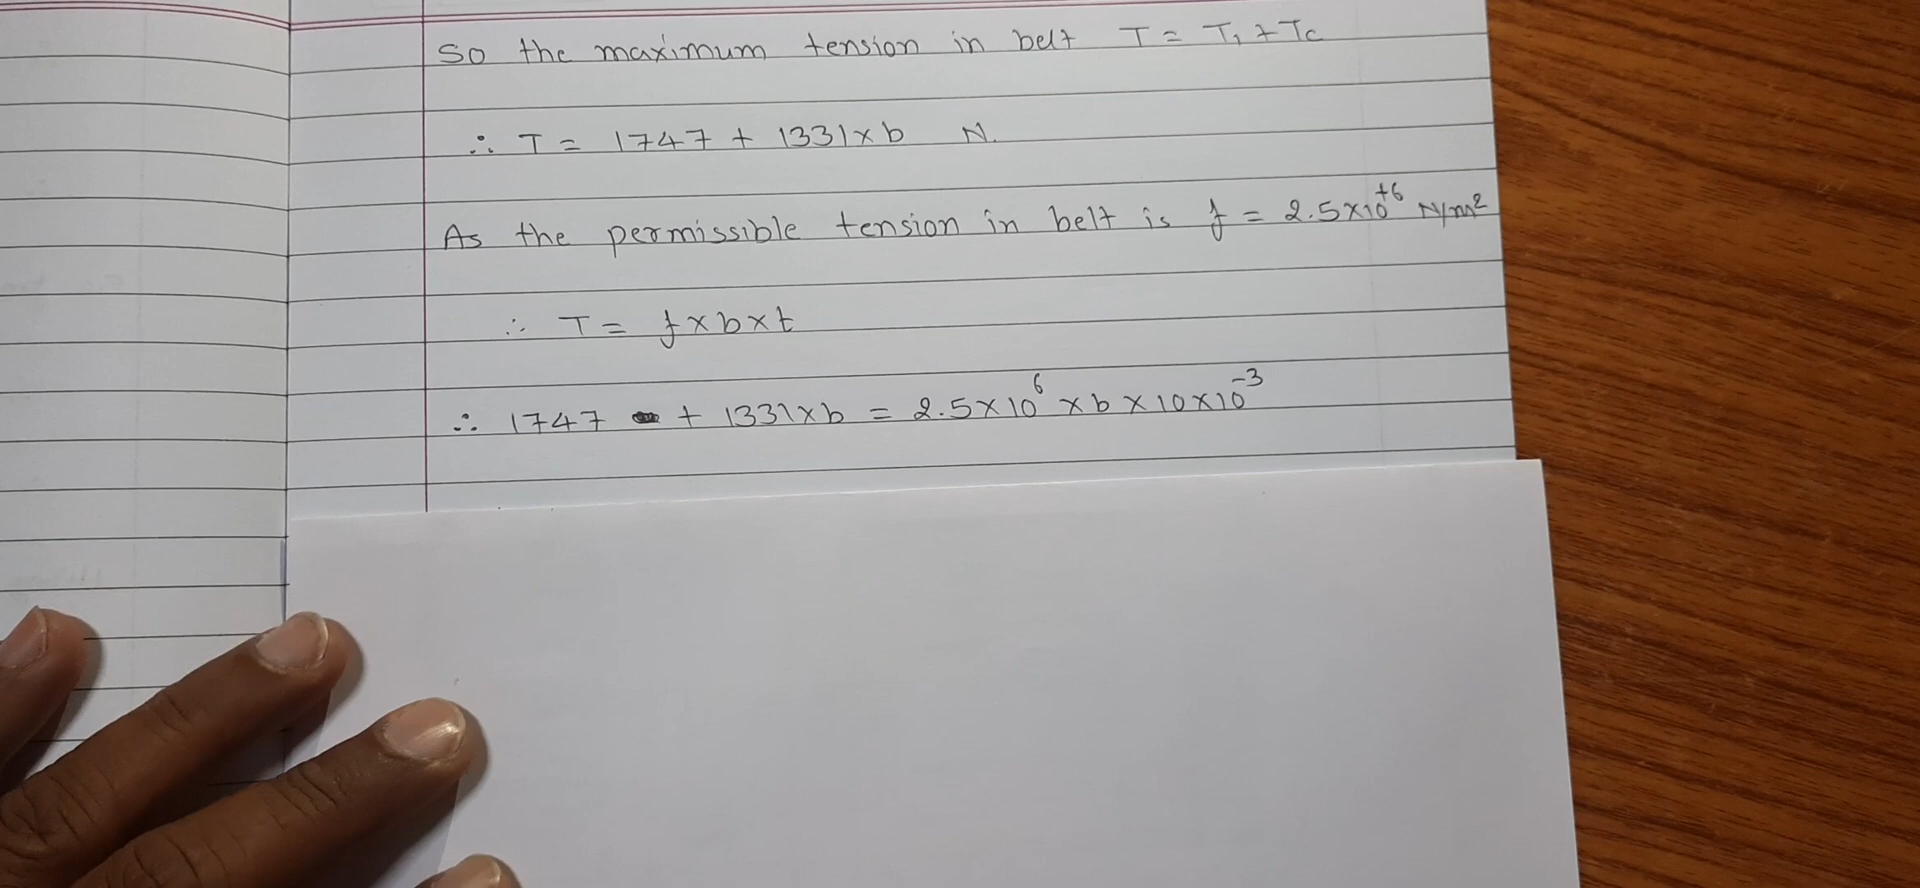 So the maximum tension in belt T = T₁ + Tc
∴ T = 1747 + 1331 × b N.
As the permissible tension in belt is f = 2.5×10⁺⁶ N/m²
∴ T = f × b × t
∴ 1747 + 1331 × b = 2.5×10⁶ × b × 10×10⁻³